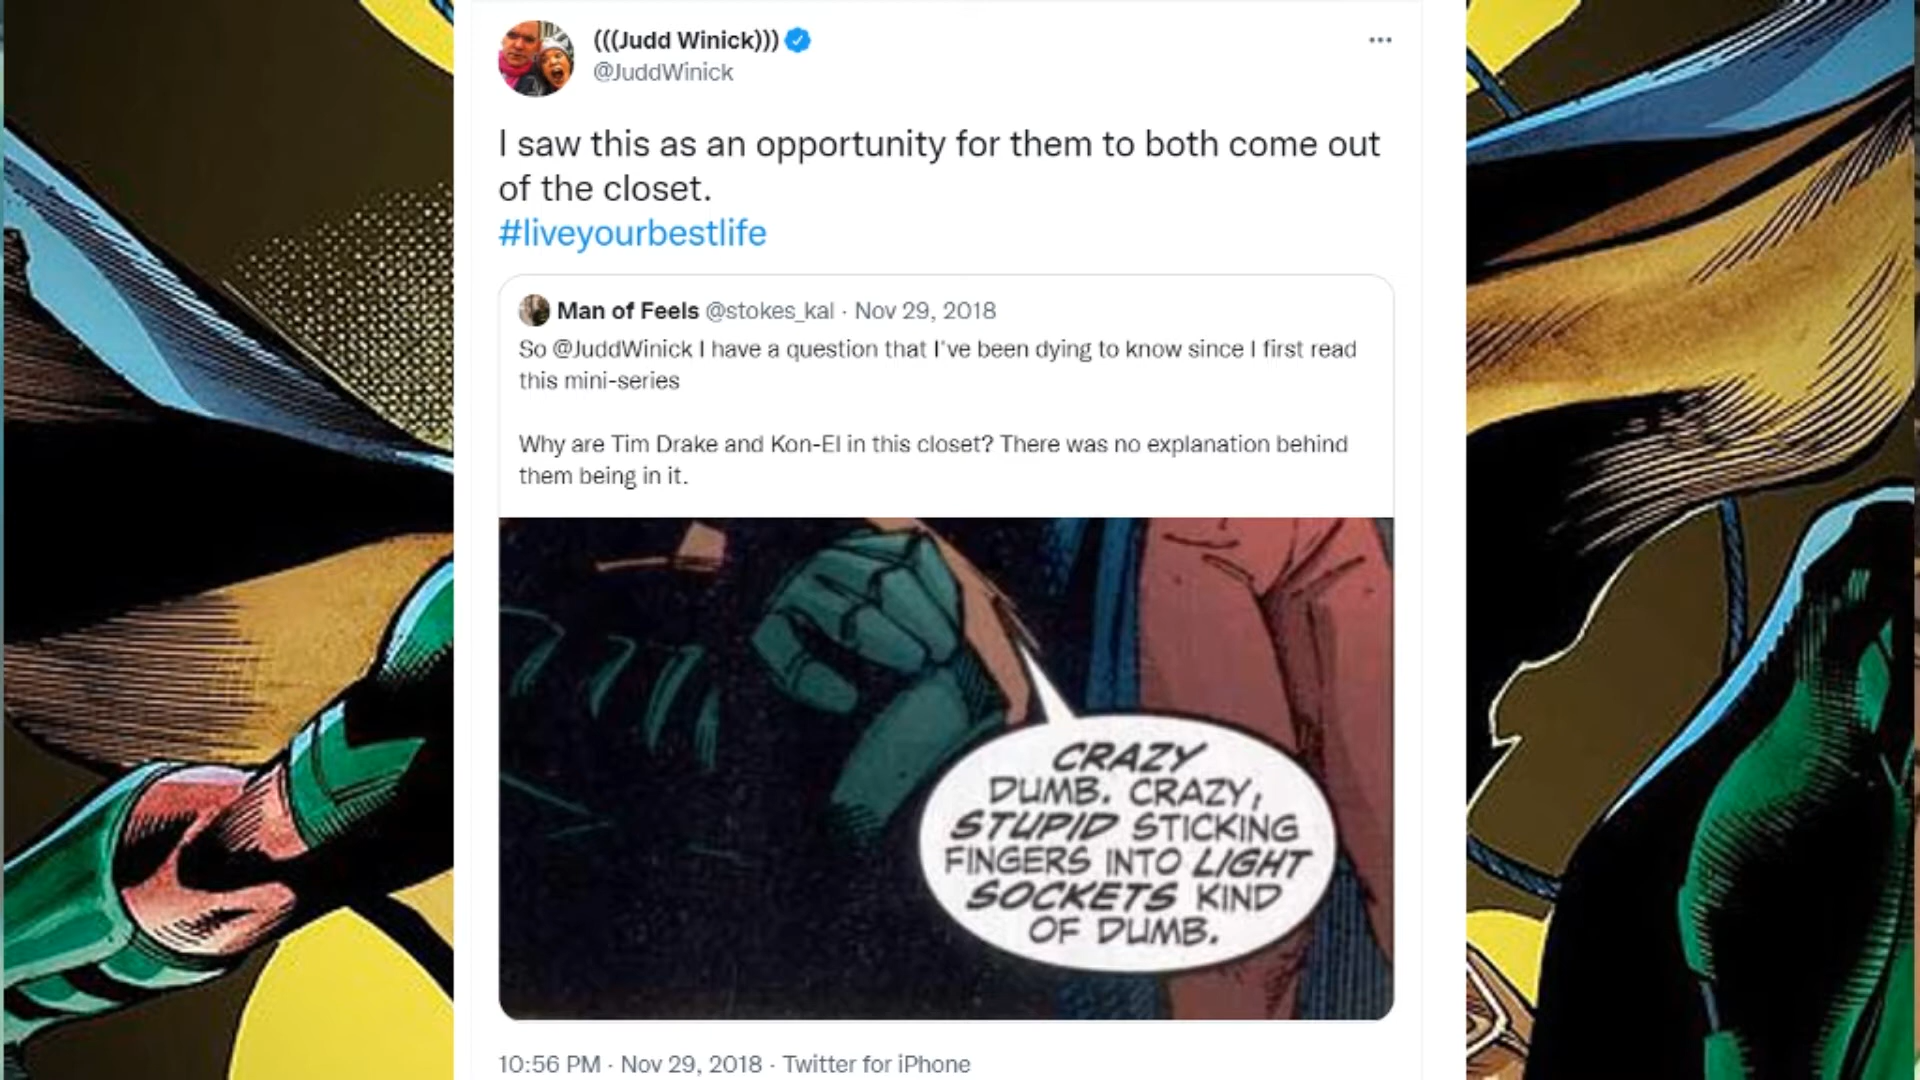 (((Judd Winick)))
@JuddWinick
I saw this as an opportunity for them to both come out
of the closet.
#liveyourbestlife
Man of Feels @stokes_kal · Nov 29, 2018
So @JuddWinick I have a question that I've been dying to know since I first read
this mini-series
Why are Tim Drake and Kon-El in this closet? There was no explanation behind
them being in it.
CRAZY
DUMB. CRAZY,
STUPID STICKING
FINGERS INTO LIGHT
SOCKETS KIND
OF DUMB.
10:56 PM · Nov 29, 2018 · Twitter for iPhone